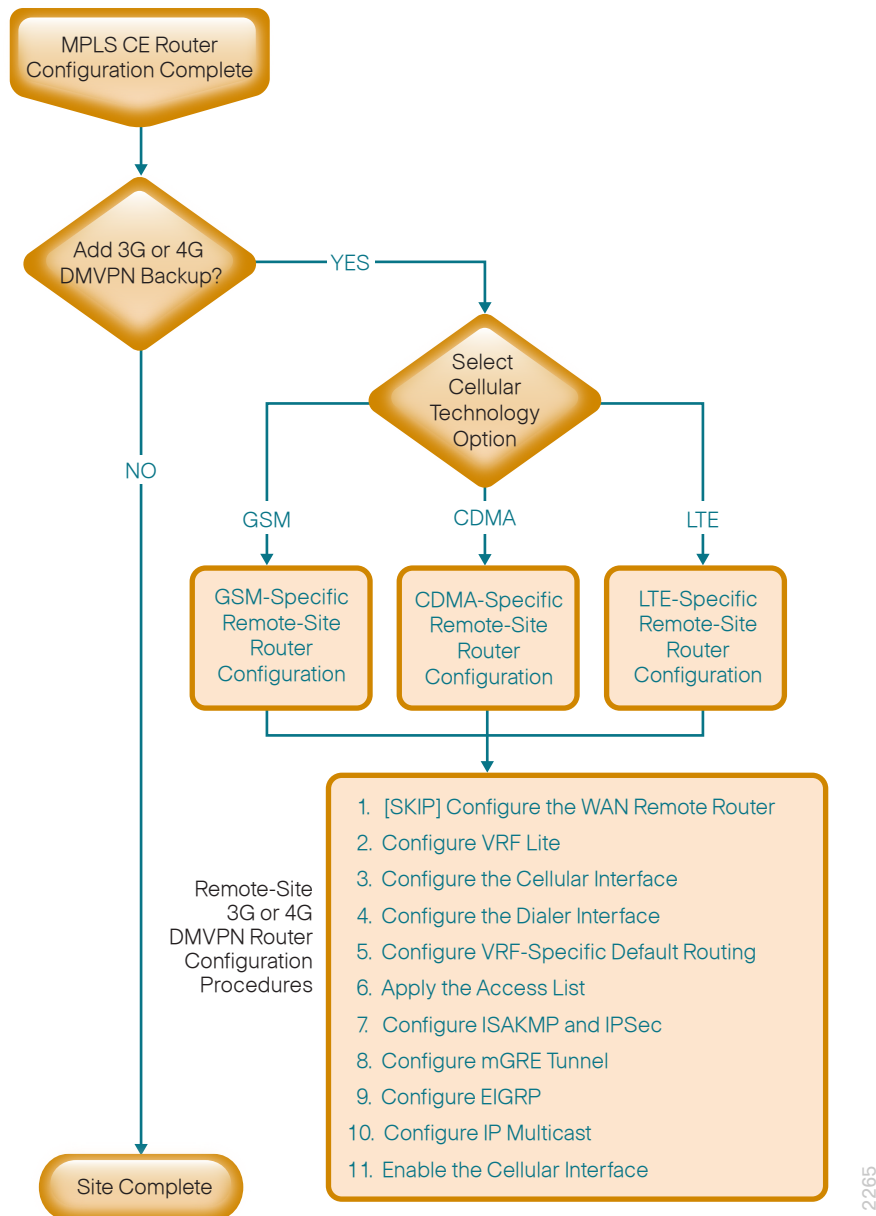 MPLS CE Router
Configuration Complete
Add 3G or 4G
DMVPN Backup?
YES
Select
Cellular
Technology
Option
NO
GSM
CDMA
LTE
GSM-Specific
Remote-Site
Router
Configuration
CDMA-Specific
Remote-Site
Router
Configuration
LTE-Specific
Remote-Site
Router
Configuration
Remote-Site
3G or 4G
DMVPN Router
Configuration
Procedures
1. [SKIP] Configure the WAN Remote Router
2. Configure VRF Lite
3. Configure the Cellular Interface
4. Configure the Dialer Interface
5. Configure VRF-Specific Default Routing
6. Apply the Access List
7. Configure ISAKMP and IPSec
8. Configure mGRE Tunnel
9. Configure EIGRP
10. Configure IP Multicast
11. Enable the Cellular Interface
Site Complete
2265